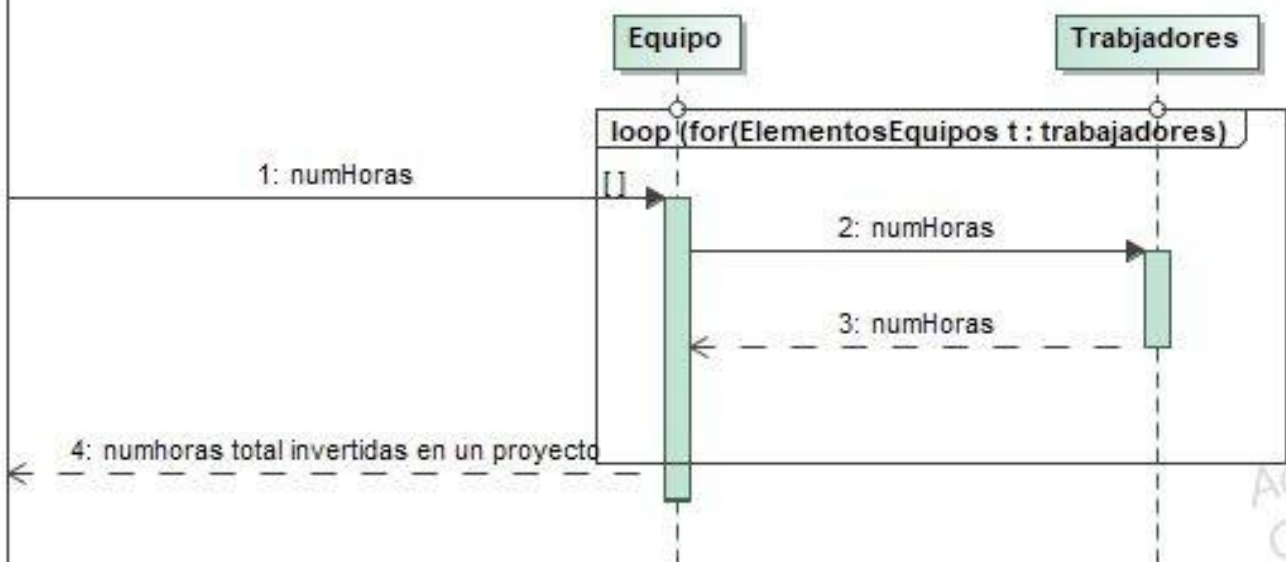 Equipo
Trabjadores
loop (for(ElementosEquipos t : trabajadores)
1: numHoras
[ ]
2: numHoras
3: numHoras
4: numhoras total invertidas en un proyecto